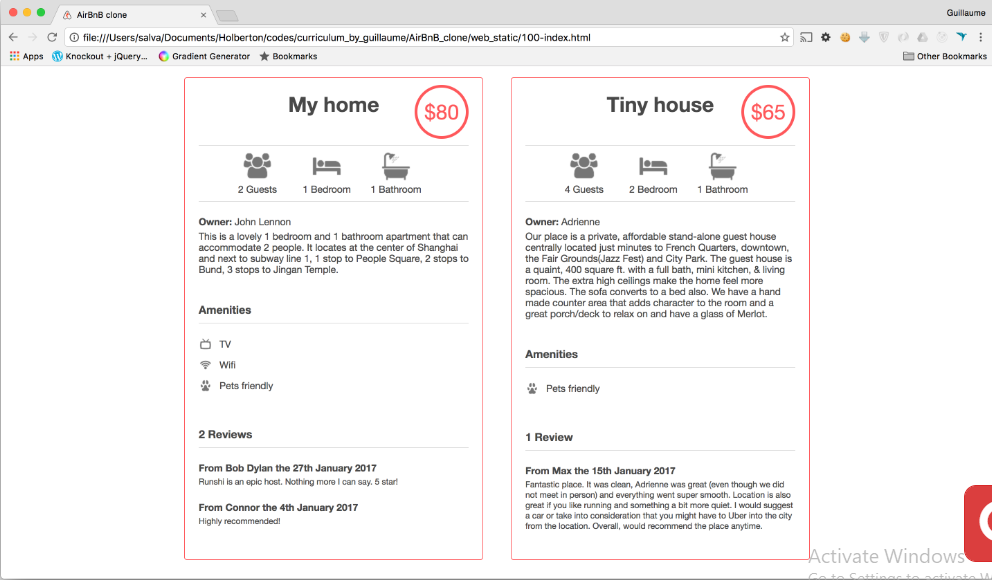 AirBnB clone
Guillaume
file:///Users/salva/Documents/Holberton/codes/curriculum_by_guillaume/AirBnB_clone/web_static/100-index.html
Apps
Knockout + jQuery...
Gradient Generator
Bookmarks
Other Bookmarks
My home
$80
2 Guests
1 Bedroom
1 Bathroom
Owner: John Lennon
This is a lovely 1 bedroom and 1 bathroom apartment that can
accommodate 2 people. It locates at the center of Shanghai
and next to subway line 1, 1 stop to People Square, 2 stops to
Bund, 3 stops to Jingan Temple.
Amenities
TV
Wifi
Pets friendly
2 Reviews
From Bob Dylan the 27th January 2017
Runshi is an epic host. Nothing more I can say. 5 star!
From Connor the 4th January 2017
Highly recommended!
Tiny house
$65
4 Guests
2 Bedroom
1 Bathroom
Owner: Adrienne
Our place is a private, affordable stand-alone guest house
centrally located just minutes to French Quarters, downtown,
the Fair Grounds(Jazz Fest) and City Park. The guest house is
a quaint, 400 square ft. with a full bath, mini kitchen, & living
room. The extra high ceilings make the home feel more
spacious. The sofa converts to a bed also. We have a hand
made counter area that adds character to the room and a
great porch/deck to relax on and have a glass of Merlot.
Amenities
Pets friendly
1 Review
From Max the 15th January 2017
Fantastic place. It was clean, Adrienne was great (even though we did
not meet in person) and everything went super smooth. Location is also
great if you like running and something a bit more quiet. I would suggest
a car or take into consideration that you might have to Uber into the city
from the location. Overall, would recommend the place anytime.
Activate Windows
Go to Settings to activate W